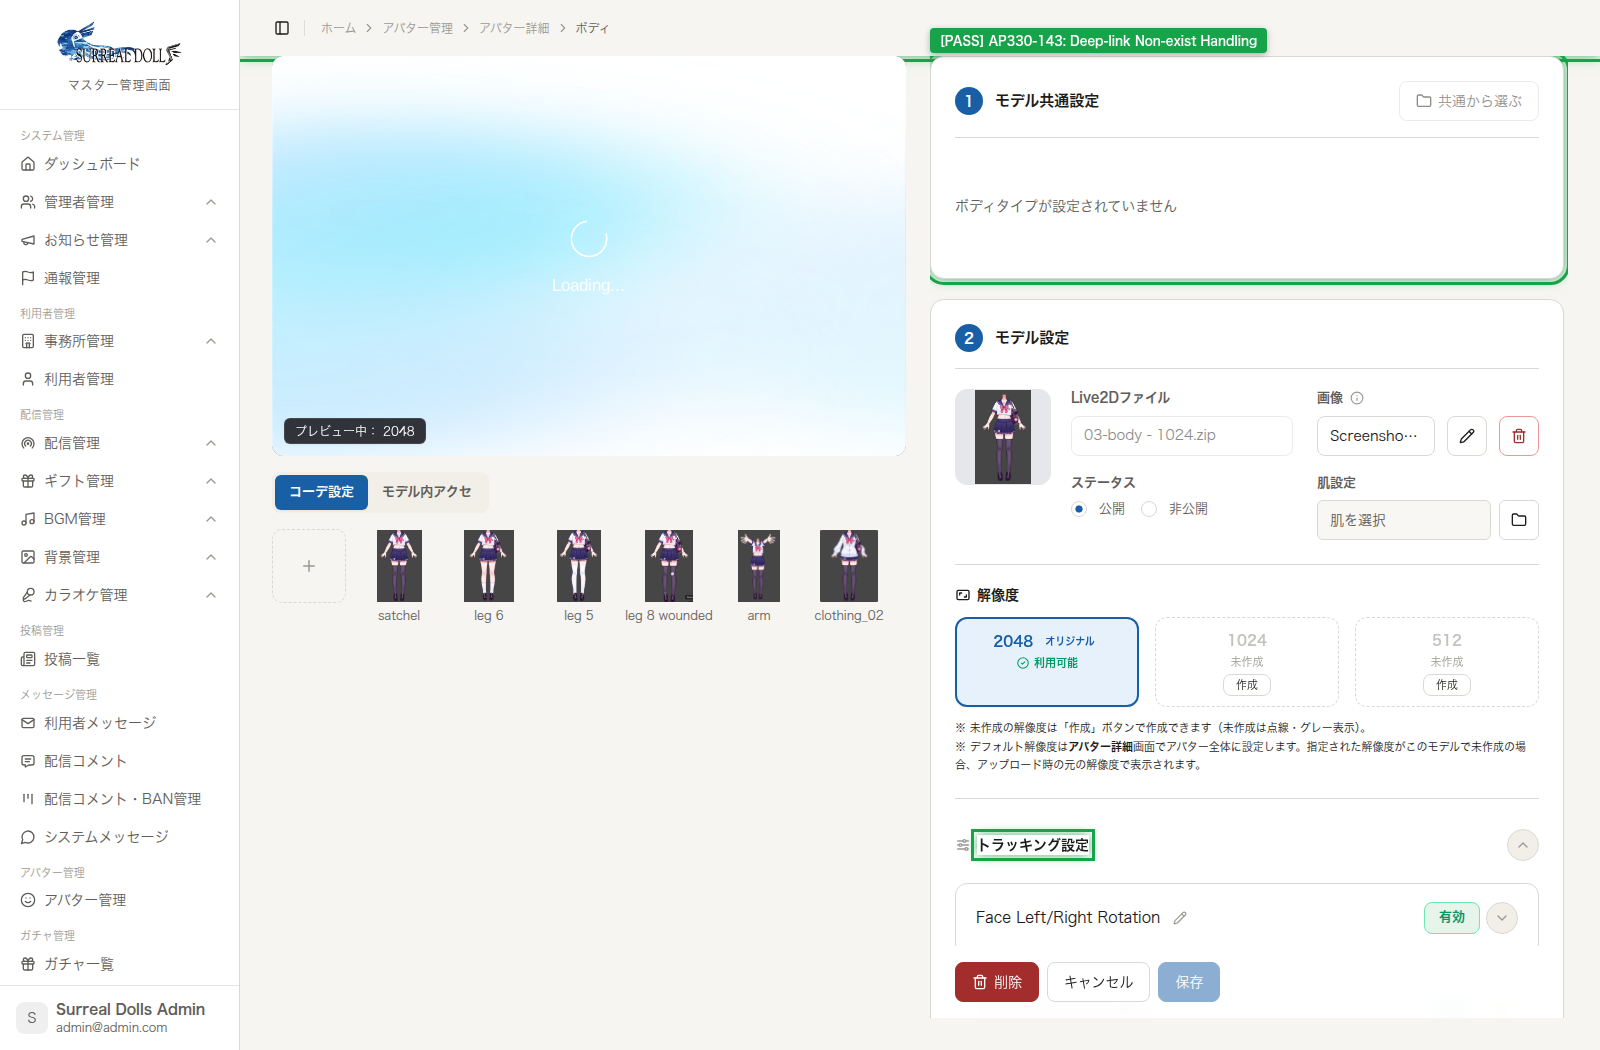 SURREAL DOLL
マスター管理画面
システム管理
ダッシュボード
管理者管理
お知らせ管理
通報管理
利用者管理
事務所管理
利用者管理
配信管理
配信管理
ギフト管理
BGM管理
背景管理
カラオケ管理
投稿管理
投稿一覧
メッセージ管理
利用者メッセージ
配信コメント
配信コメント・BAN管理
システムメッセージ
アバター管理
アバター管理
ガチャ管理
ガチャ一覧
S
Surreal Dolls Admin
admin@admin.com
ホーム > アバター管理 > アバター詳細 > ボディ
Loading...
プレビュー中： 2048
コーデ設定 モデル内アクセ
+
satchel leg 6 leg 5 leg 8 wounded arm clothing_02
[PASS] AP330-143: Deep-link Non-exist Handling
1 モデル共通設定 共通から選ぶ
ボディタイプが設定されていません
2 モデル設定
Live2Dファイル
03-body - 1024.zip
画像
Screensho…
ステータス
公開 非公開
肌設定
肌を選択
解像度
2048 オリジナル
利用可能
1024
未作成
作成
512
未作成
作成
※ 未作成の解像度は「作成」ボタンで作成できます（未作成は点線・グレー表示）。
※ デフォルト解像度はアバター詳細画面でアバター全体に設定します。指定された解像度がこのモデルで未作成の場
合、アップロード時の元の解像度で表示されます。
トラッキング設定
Face Left/Right Rotation 有効
削除 キャンセル 保存